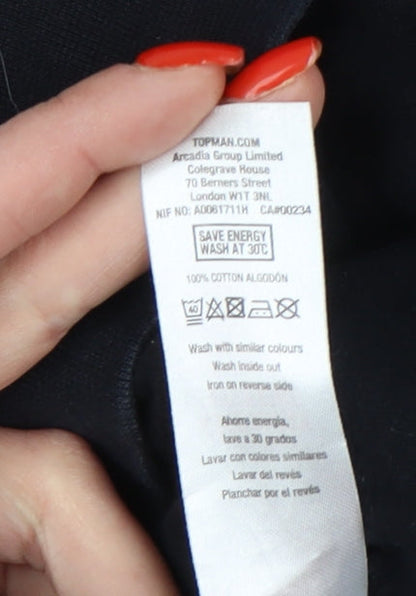 TOPMAN.COM
Arcadia Group Limited
Colegrave House
70 Berners Street
London W1T 3NL
NIF NO: A0061711H CA#00234
SAVE ENERGY
WASH AT 30°C
100% COTTON ALGODÓN
40
Wash with similar colours
Wash inside out
Iron on reverse side
Ahorre energía,
lave a 30 grados
Lavar con colores similares
Lavar del revés
Planchar por el revés